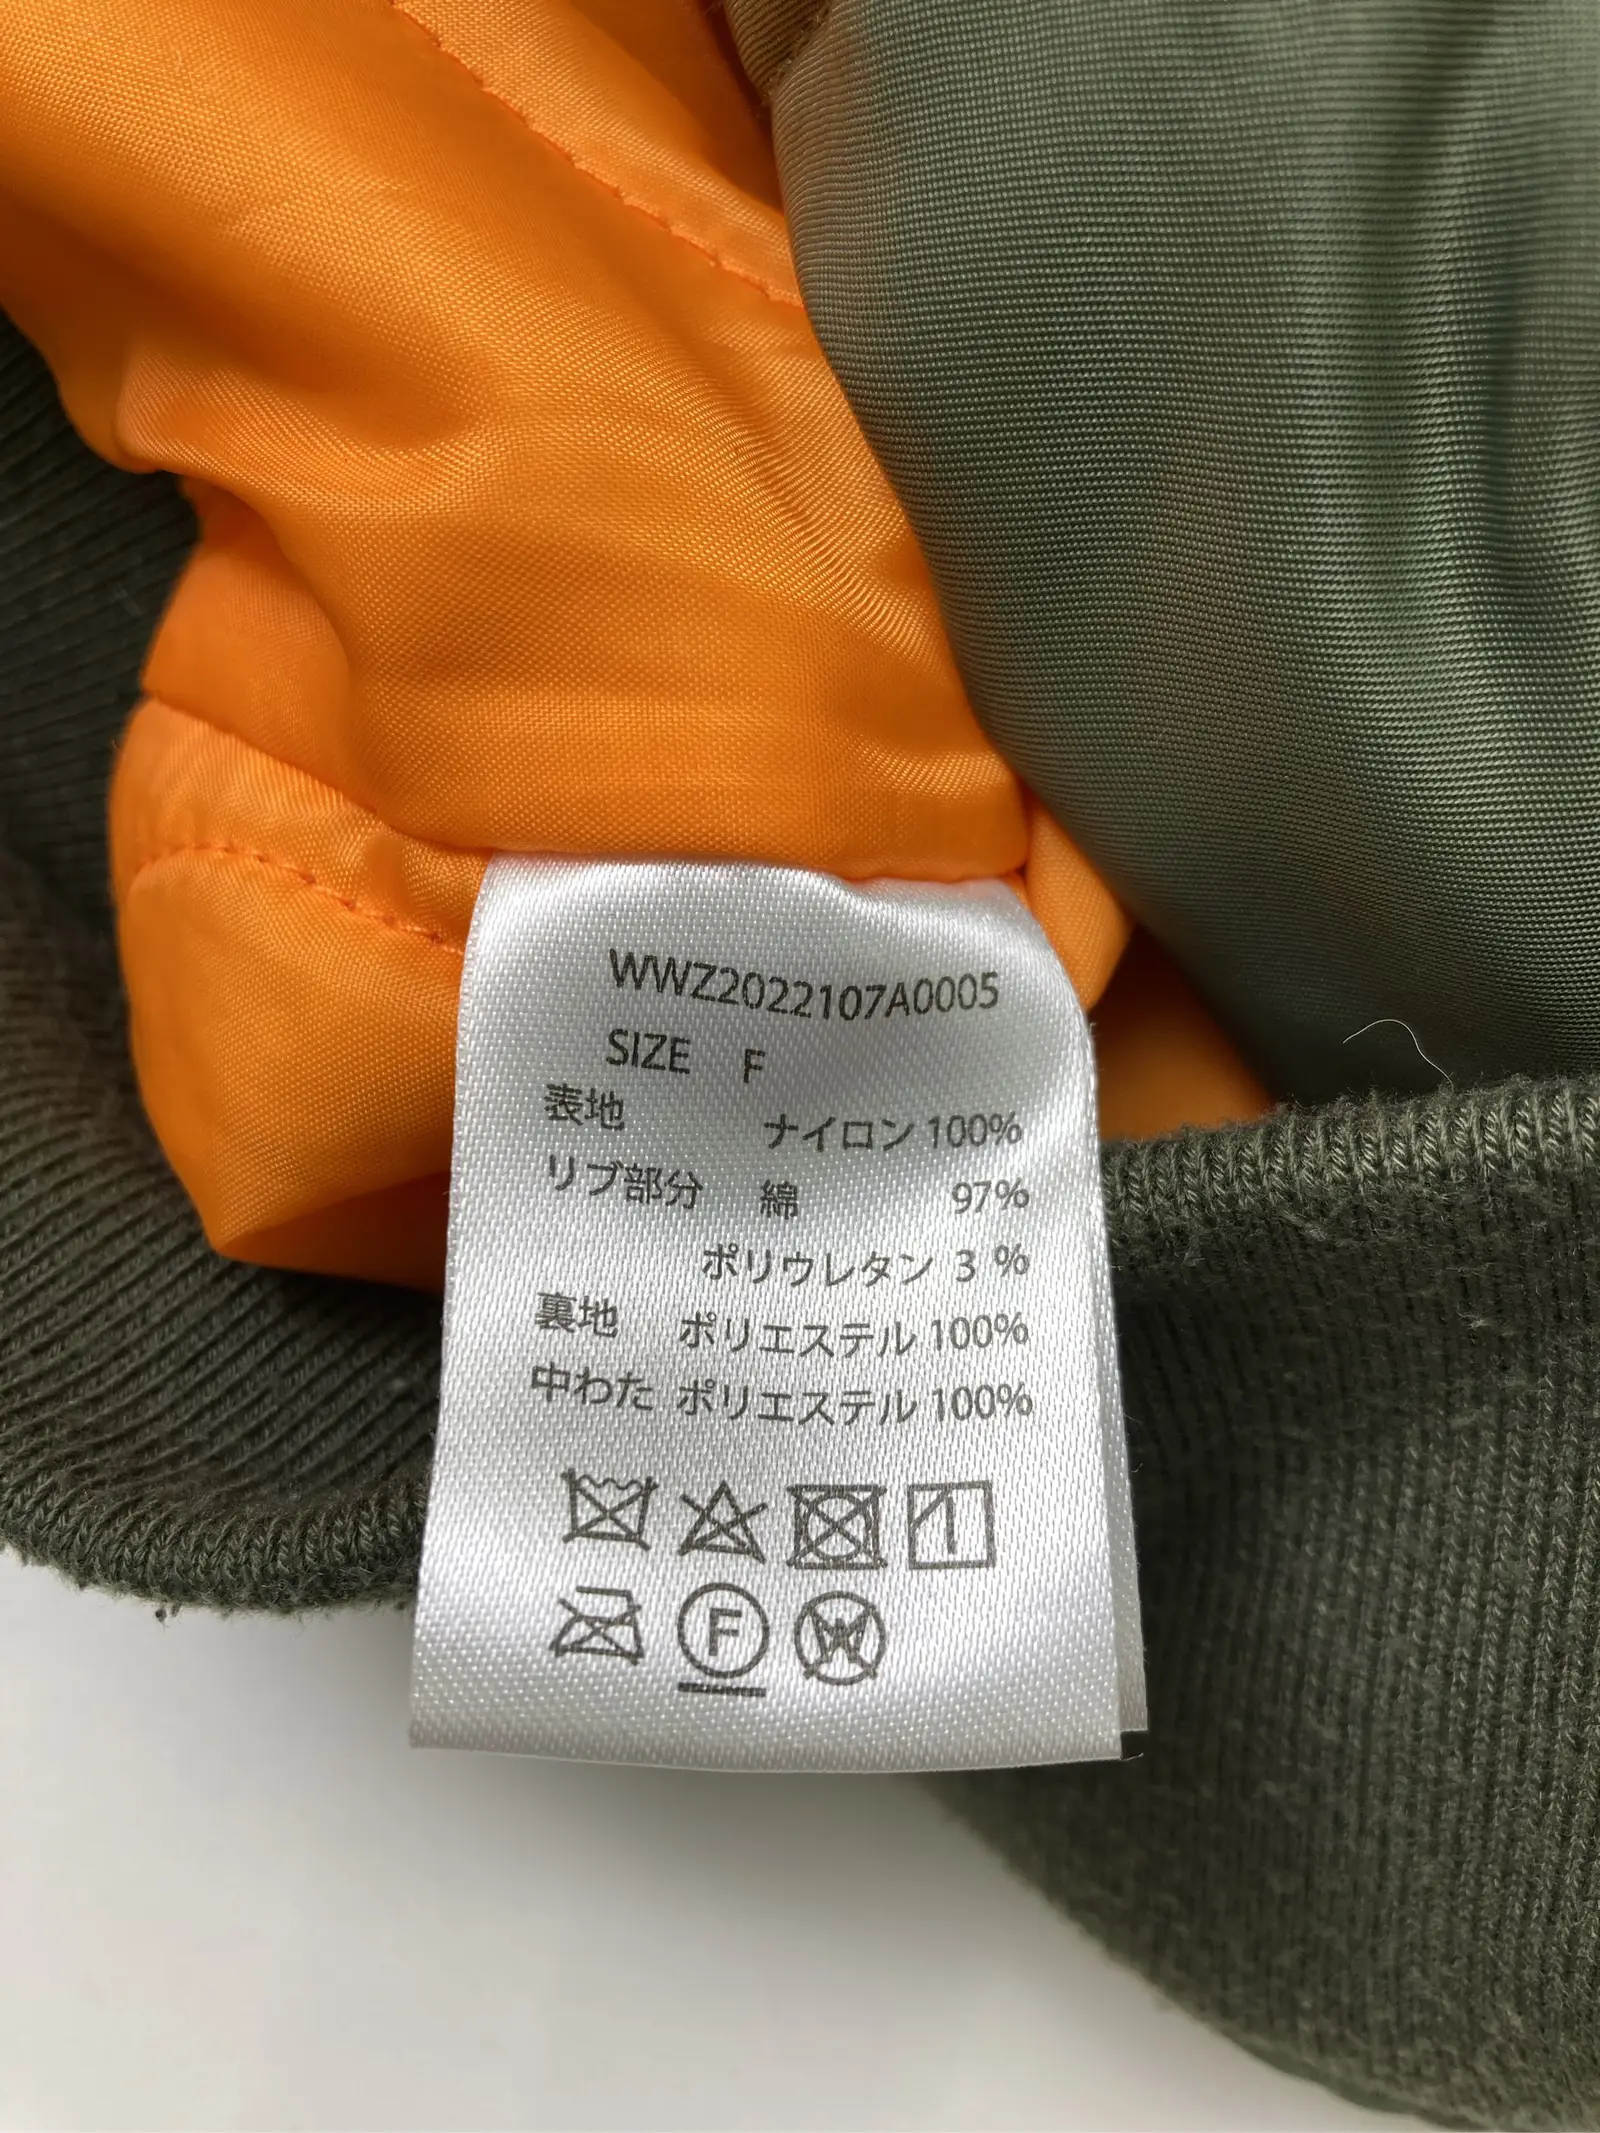 WWZ2022107A0005
SIZE F
表地 ナイロン 100%
リブ部分 綿 97%
ポリウレタン 3 %
裏地 ポリエステル 100%
中わた ポリエステル 100%
F
W